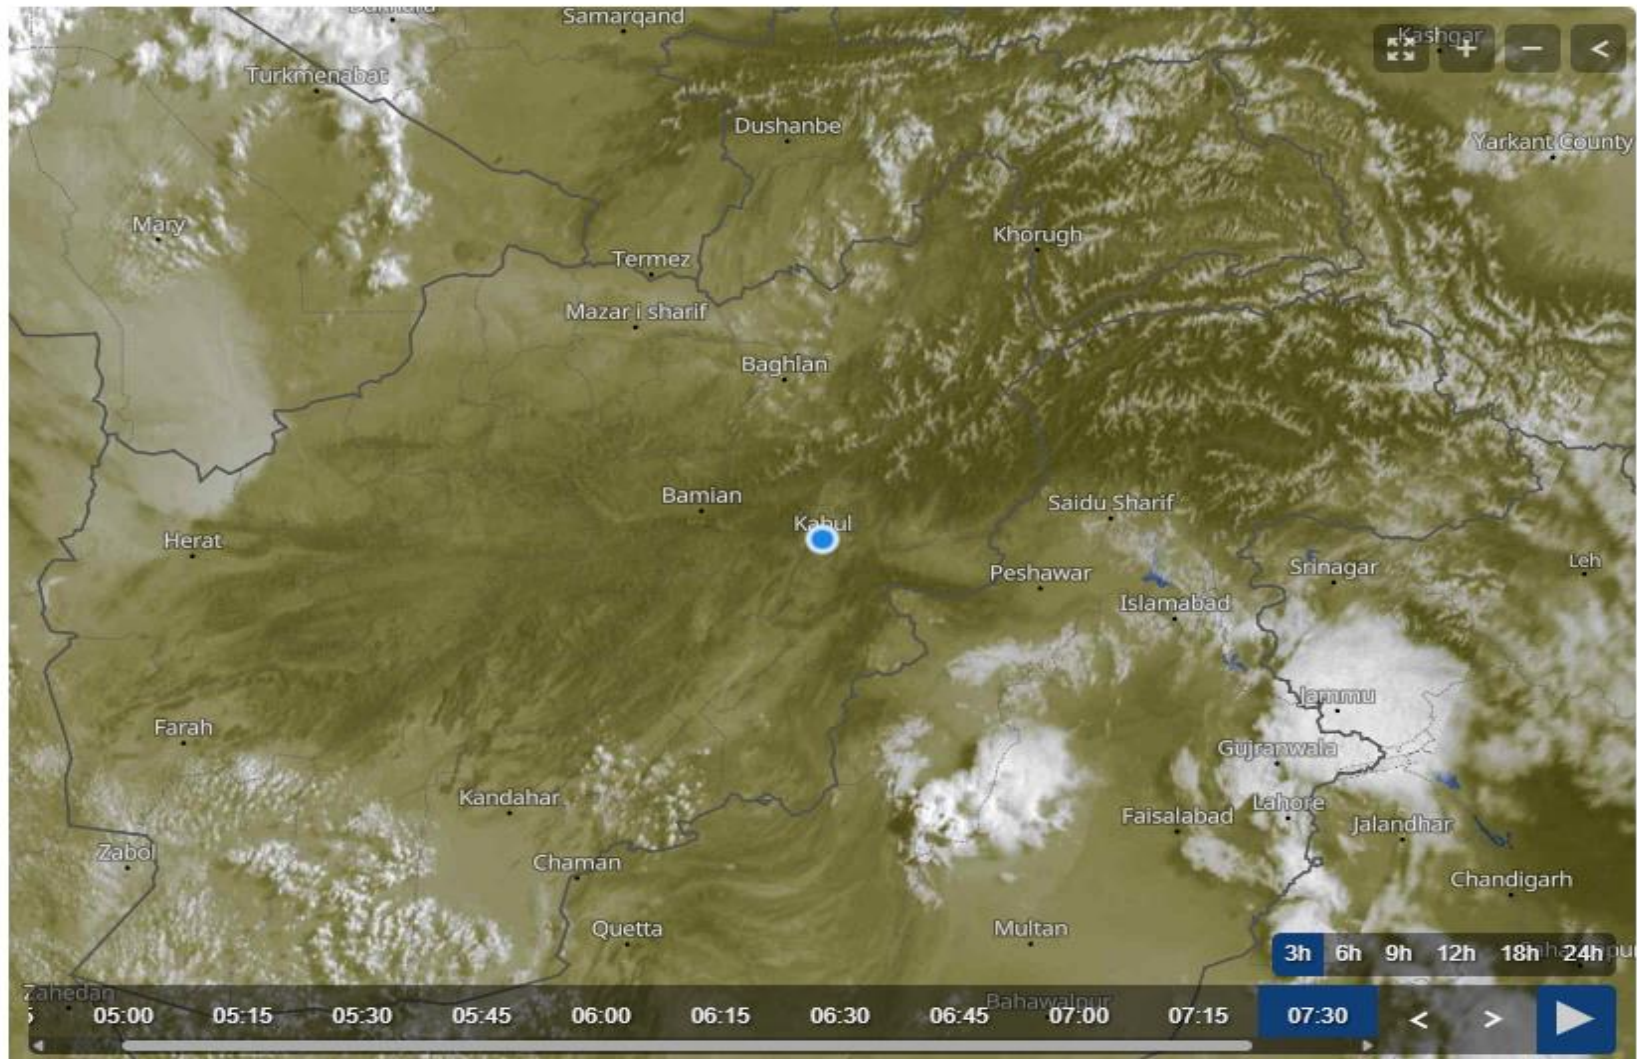 Samarqand
Kashgar
+ − <
Turkmenabat
Dushanbe
Yarkant County
Mary
Khorugh
Termez
Mazar i sharif
Baghlan
Bamian
Saidu Sharif
Kabul
Herat
Srinagar
Leh
Peshawar
Islamabad
Jammu
Farah
Gujranwala
Kandahar
Lahore
Faisalabad
Jalandhar
Zabol
Chaman
Chandigarh
Quetta
Multan
3h 6h 9h 12h 18h 24h
Zahedan
Bahawalpur
5 05:00 05:15 05:30 05:45 06:00 06:15 06:30 06:45 07:00 07:15 07:30 < >